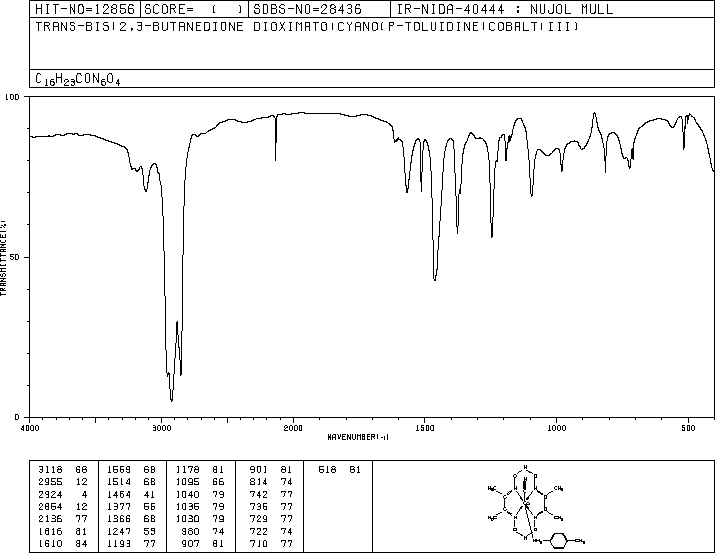 HIT-NO=12856 SCORE= ( ) SDBS-NO=28436 IR-NIDA-40444 : NUJOL MULL
TRANS-BIS(2,3-BUTANEDIONE DIOXIMATO)CYANO(P-TOLUIDINE)COBALT(III)
C16H23CON6O4
100
50
0
TRANSMITTANCE(%)
4000 3000 2000 1500 1000 500
WAVENUMBER(-1)
3118 68 1569 68 1178 81 901 81 518 81
2955 12 1514 68 1095 66 814 74
2924 4 1464 41 1040 79 742 77
2854 12 1377 55 1036 79 736 77
2136 77 1366 68 1030 79 729 77
1616 81 1247 55 980 74 722 74
1610 84 1193 77 907 81 710 77